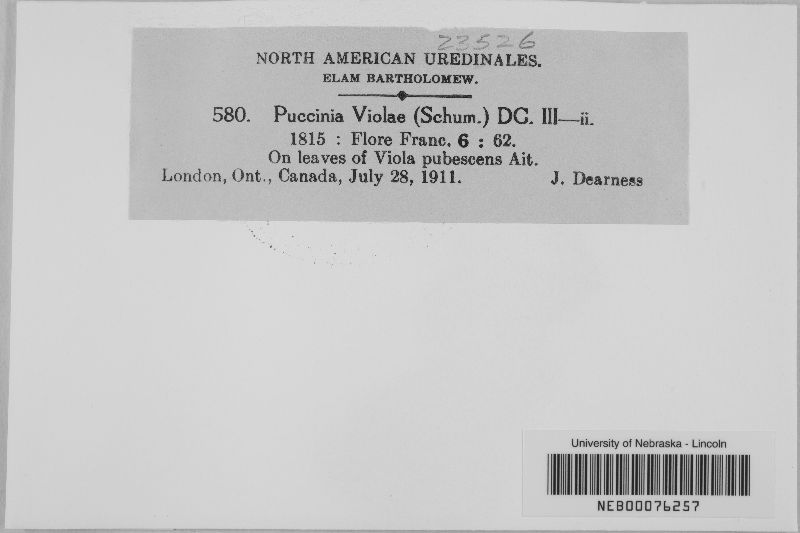 23526
NORTH AMERICAN UREDINALES.
ELAM BARTHOLOMEW.
580. Puccinia Violae (Schum.) DC. III—ii.
1815 : Flore Franc. 6 : 62.
On leaves of Viola pubescens Ait.
London, Ont., Canada, July 28, 1911. J. Dearness
University of Nebraska - Lincoln
NEB00076257